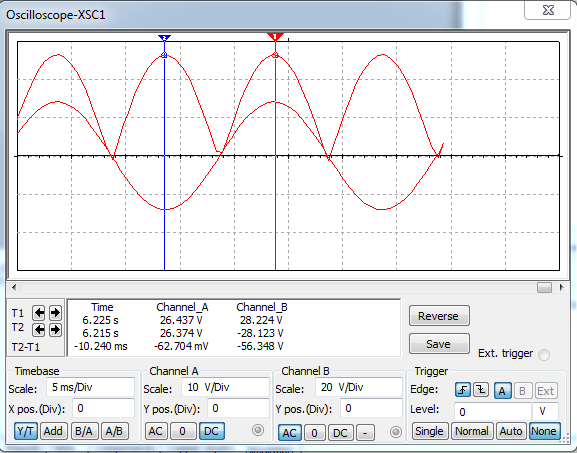 Oscilloscope-XSC1
2 1
T1 Time Channel_A Channel_B
T2 6.225 s 26.437 V 28.224 V
T2-T1 6.215 s 26.374 V -28.123 V
-10.240 ms -62.704 mV -56.348 V
Reverse
Save
Ext. trigger
Timebase Channel A Channel B Trigger
Scale: 5 ms/Div Scale: 10 V/Div Scale: 20 V/Div Edge: A B Ext
X pos.(Div): 0 Y pos.(Div): 0 Y pos.(Div): 0 Level: 0 V
Y/T Add B/A A/B AC 0 DC AC 0 DC - Single Normal Auto None